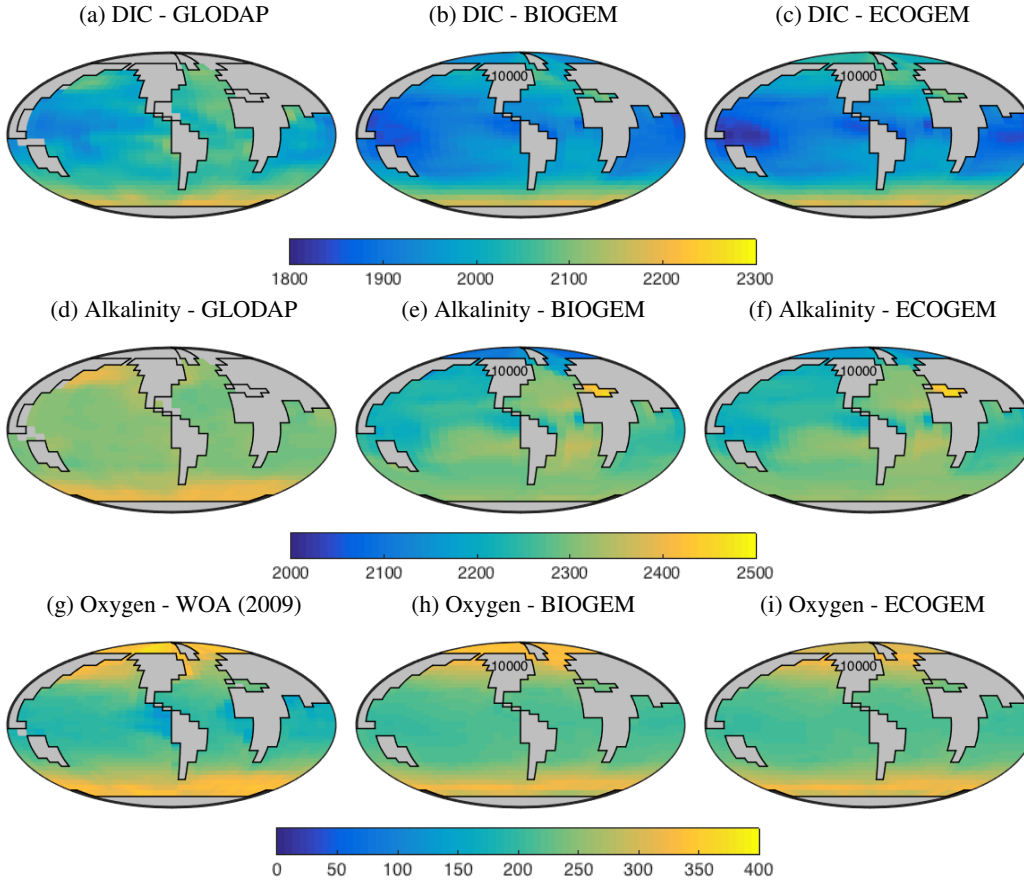 (a) DIC - GLODAP (b) DIC - BIOGEM (c) DIC - ECOGEM
10000 10000
1800 1900 2000 2100 2200 2300
(d) Alkalinity - GLODAP (e) Alkalinity - BIOGEM (f) Alkalinity - ECOGEM
10000 10000
2000 2100 2200 2300 2400 2500
(g) Oxygen - WOA (2009) (h) Oxygen - BIOGEM (i) Oxygen - ECOGEM
10000 10000
0 50 100 150 200 250 300 350 400